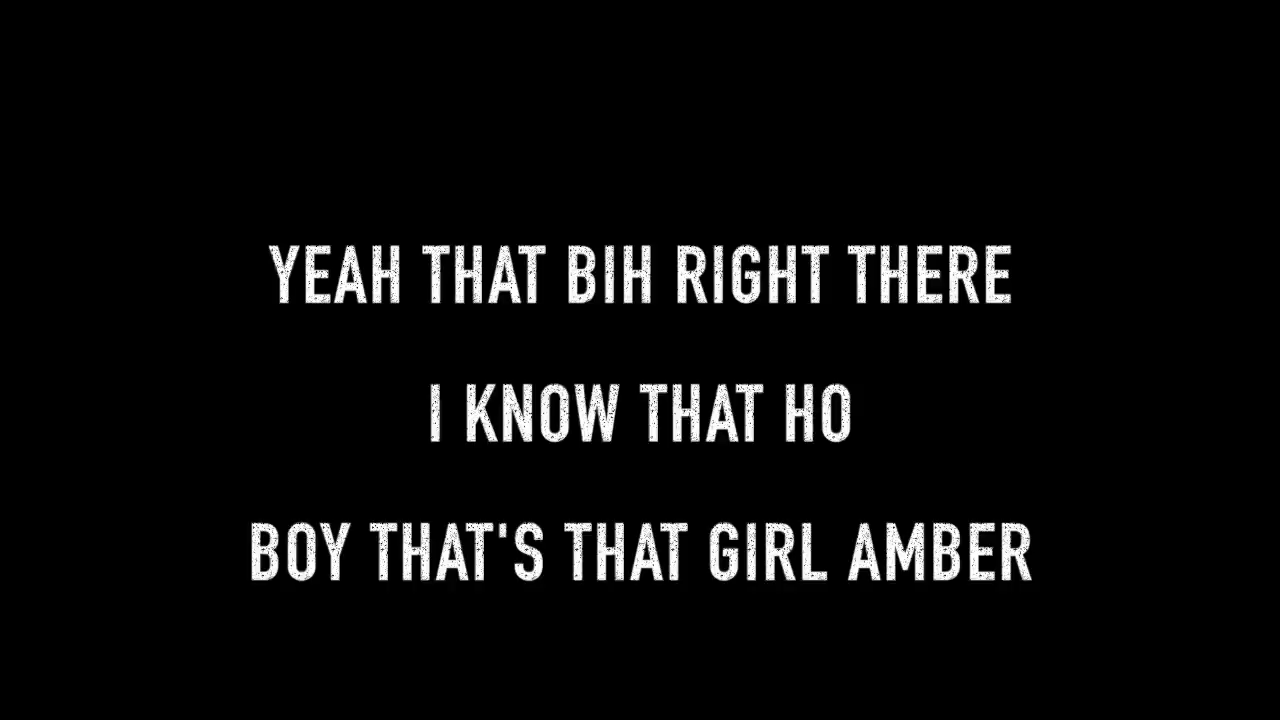 YEAH THAT BIH RIGHT THERE
I KNOW THAT HO
BOY THAT'S THAT GIRL AMBER